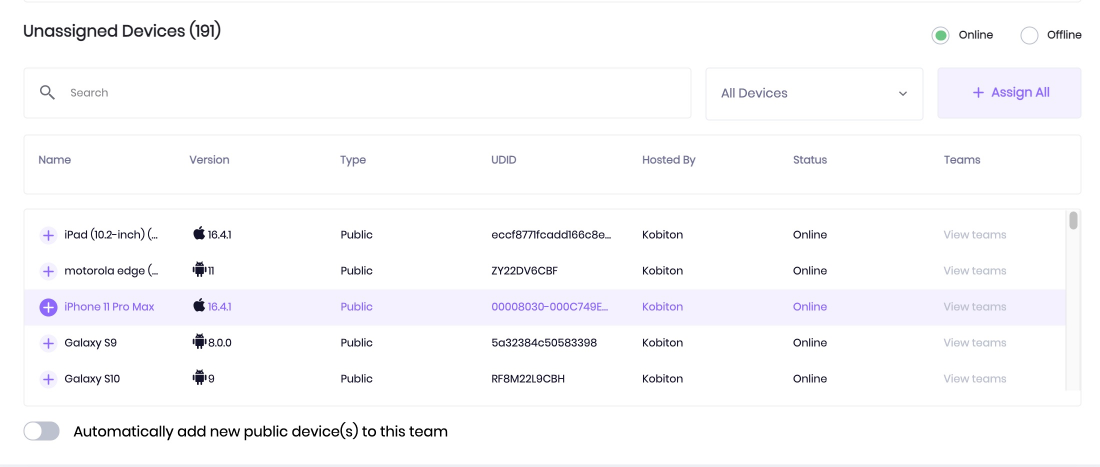 Unassigned Devices (191)
Online Offline
Search All Devices + Assign All
Name Version Type UDID Hosted By Status Teams
iPad (10.2-inch) (... 16.4.1 Public eccf8771fcadd166c8e... Kobiton Online View teams
motorola edge (... 11 Public ZY22DV6CBF Kobiton Online View teams
iPhone 11 Pro Max 16.4.1 Public 00008030-000C749E... Kobiton Online View teams
Galaxy S9 8.0.0 Public 5a32384c50583398 Kobiton Online View teams
Galaxy S10 9 Public RF8M22L9CBH Kobiton Online View teams
Automatically add new public device(s) to this team